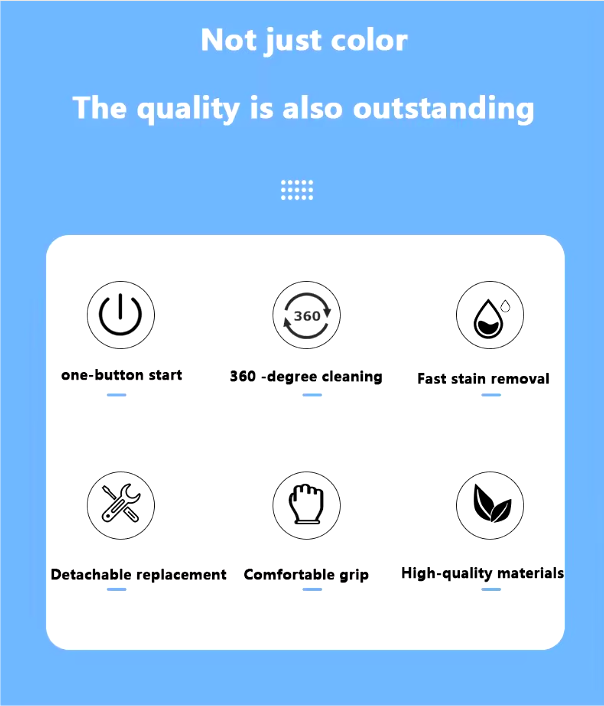 Not just color
The quality is also outstanding
360
one-button start
360 -degree cleaning
Fast stain removal
Detachable replacement
Comfortable grip
High-quality materials